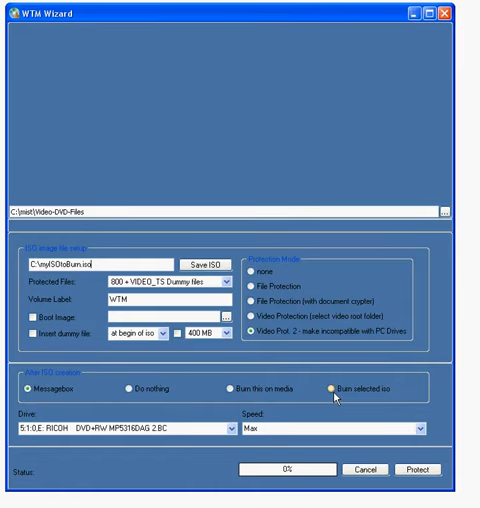 WTM Wizard
C:\mist\Video-DVD-Files
...
ISO Image file setup
C:\myISOtoBurn.iso
Save ISO
Protected Files:
800 + VIDEO_TS Dummy files
Volume Label:
WTM
Boot Image:
...
Insert dummy file:
at begin of iso
400 MB
Protection Mode
none
File Protection
File Protection (with document crypter)
Video Protection (select video root folder)
Video Prot. 2 - make incompatible with PC Drives
After ISO creation
Messagebox
Do nothing
Burn this on media
Burn selected iso
Drive:
Speed:
5:1:0,E: RICOH DVD+RW MP5316DAG 2.BC
Max
Status:
0%
Cancel
Protect